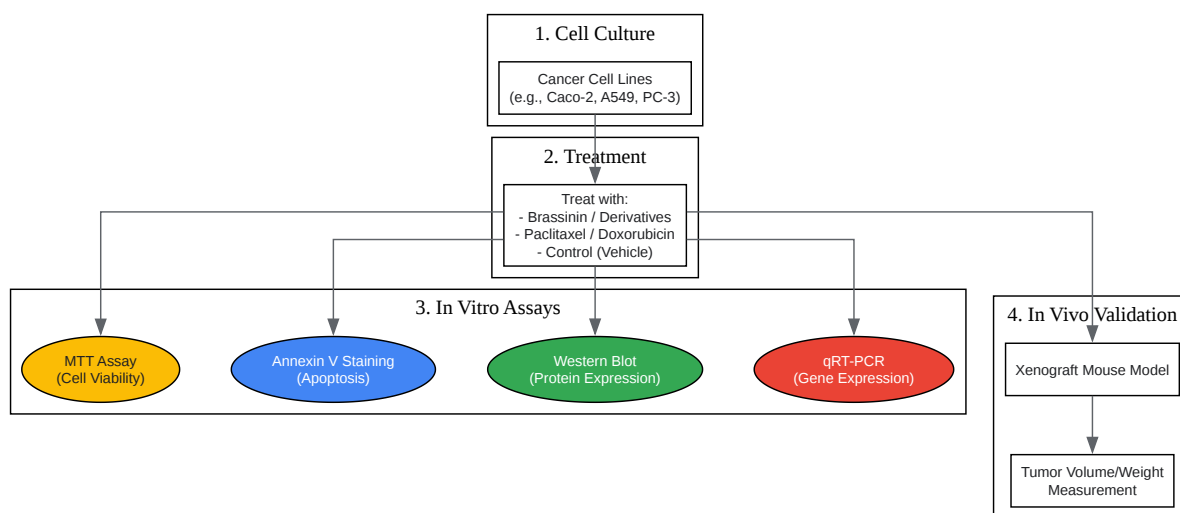 1. Cell Culture
Cancer Cell Lines
(e.g., Caco-2, A549, PC-3)
2. Treatment
Treat with:
- Brassinin / Derivatives
- Paclitaxel / Doxorubicin
- Control (Vehicle)
3. In Vitro Assays
MTT Assay
(Cell Viability)
Annexin V Staining
(Apoptosis)
Western Blot
(Protein Expression)
qRT-PCR
(Gene Expression)
4. In Vivo Validation
Xenograft Mouse Model
Tumor Volume/Weight
Measurement